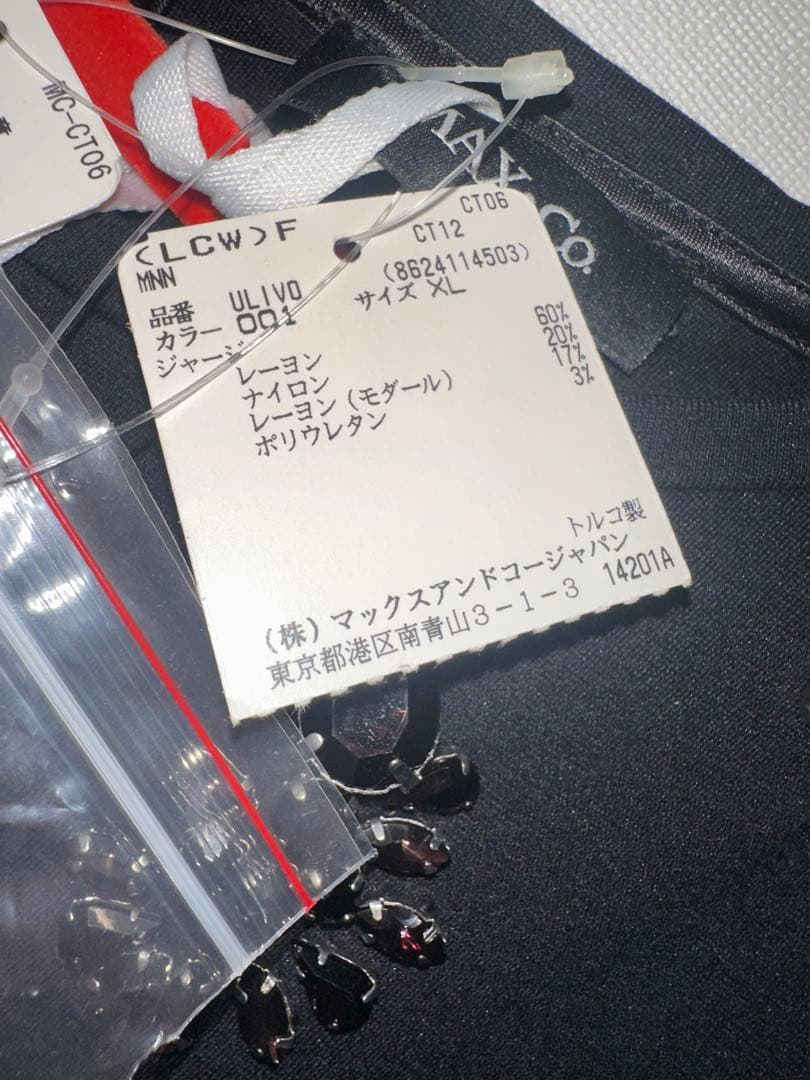 MC-CT06
AX&CO.
CT06
(LCW)F CT12
MNN (8624114503)
品番 ULIVO サイズ XL
カラー 001
ジャージ
レーヨン 60%
ナイロン 20%
レーヨン(モダール) 17%
ポリウレタン 3%
トルコ製
(株)マックスアンドコージャパン
東京都港区南青山3-1-3 14201A